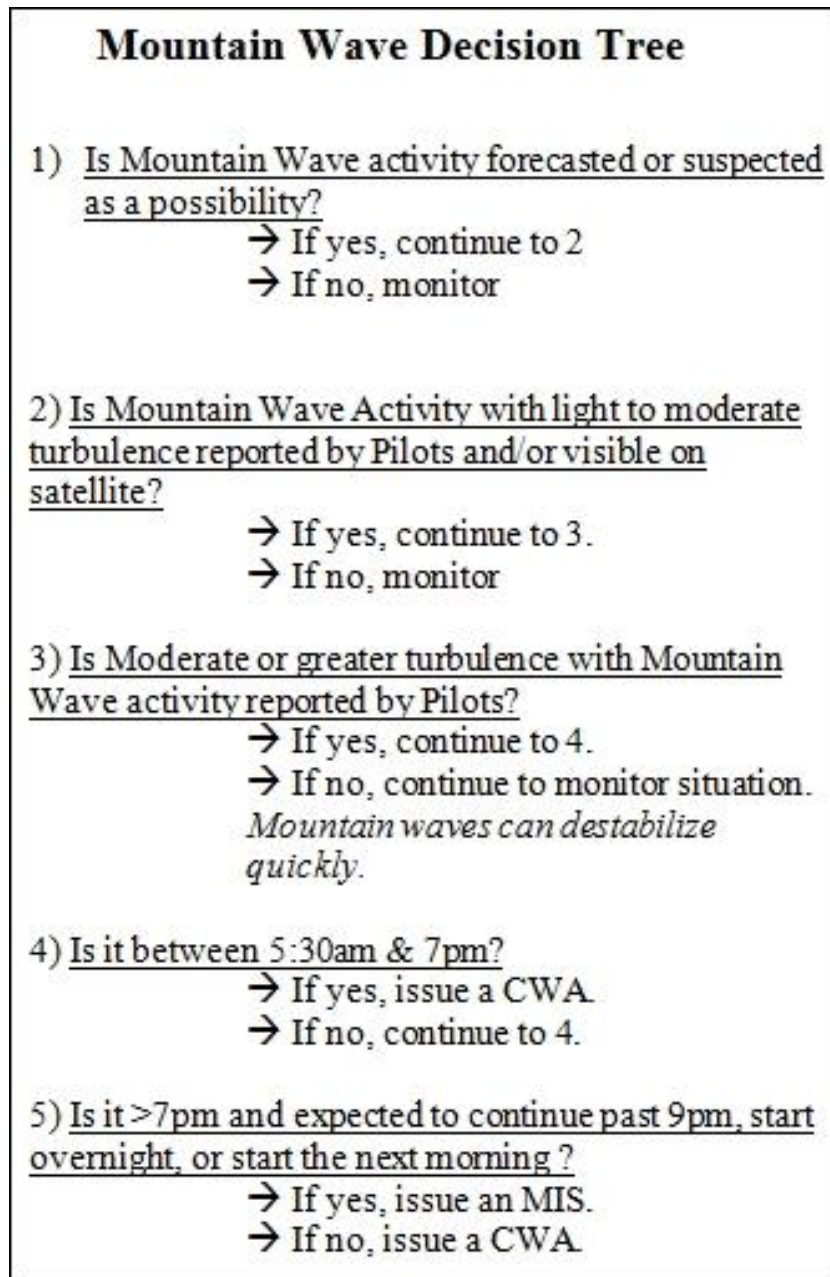 Mountain Wave Decision Tree
1) Is Mountain Wave activity forecasted or suspected
as a possibility?
→ If yes, continue to 2
→ If no, monitor
2) Is Mountain Wave Activity with light to moderate
turbulence reported by Pilots and/or visible on
satellite?
→ If yes, continue to 3.
→ If no, monitor
3) Is Moderate or greater turbulence with Mountain
Wave activity reported by Pilots?
→ If yes, continue to 4.
→ If no, continue to monitor situation.
Mountain waves can destabilize
quickly.
4) Is it between 5:30am & 7pm?
→ If yes, issue a CWA.
→ If no, continue to 4.
5) Is it >7pm and expected to continue past 9pm, start
overnight, or start the next morning ?
→ If yes, issue an MIS.
→ If no, issue a CWA.